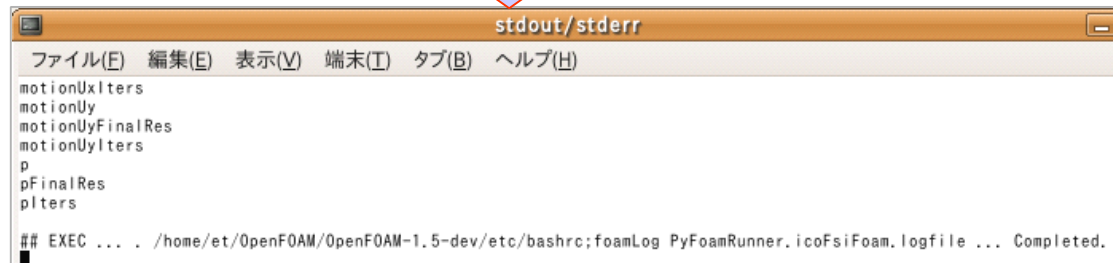 stdout/stderr
ファイル(F) 編集(E) 表示(V) 端末(T) タブ(B) ヘルプ(H)
motionUxIters
motionUy
motionUyFinalRes
motionUyIters
p
pFinalRes
pIters
## EXEC ... . /home/et/OpenFOAM/OpenFOAM-1.5-dev/etc/bashrc;foamLog PyFoamRunner.icoFsiFoam.logfile ... Completed.